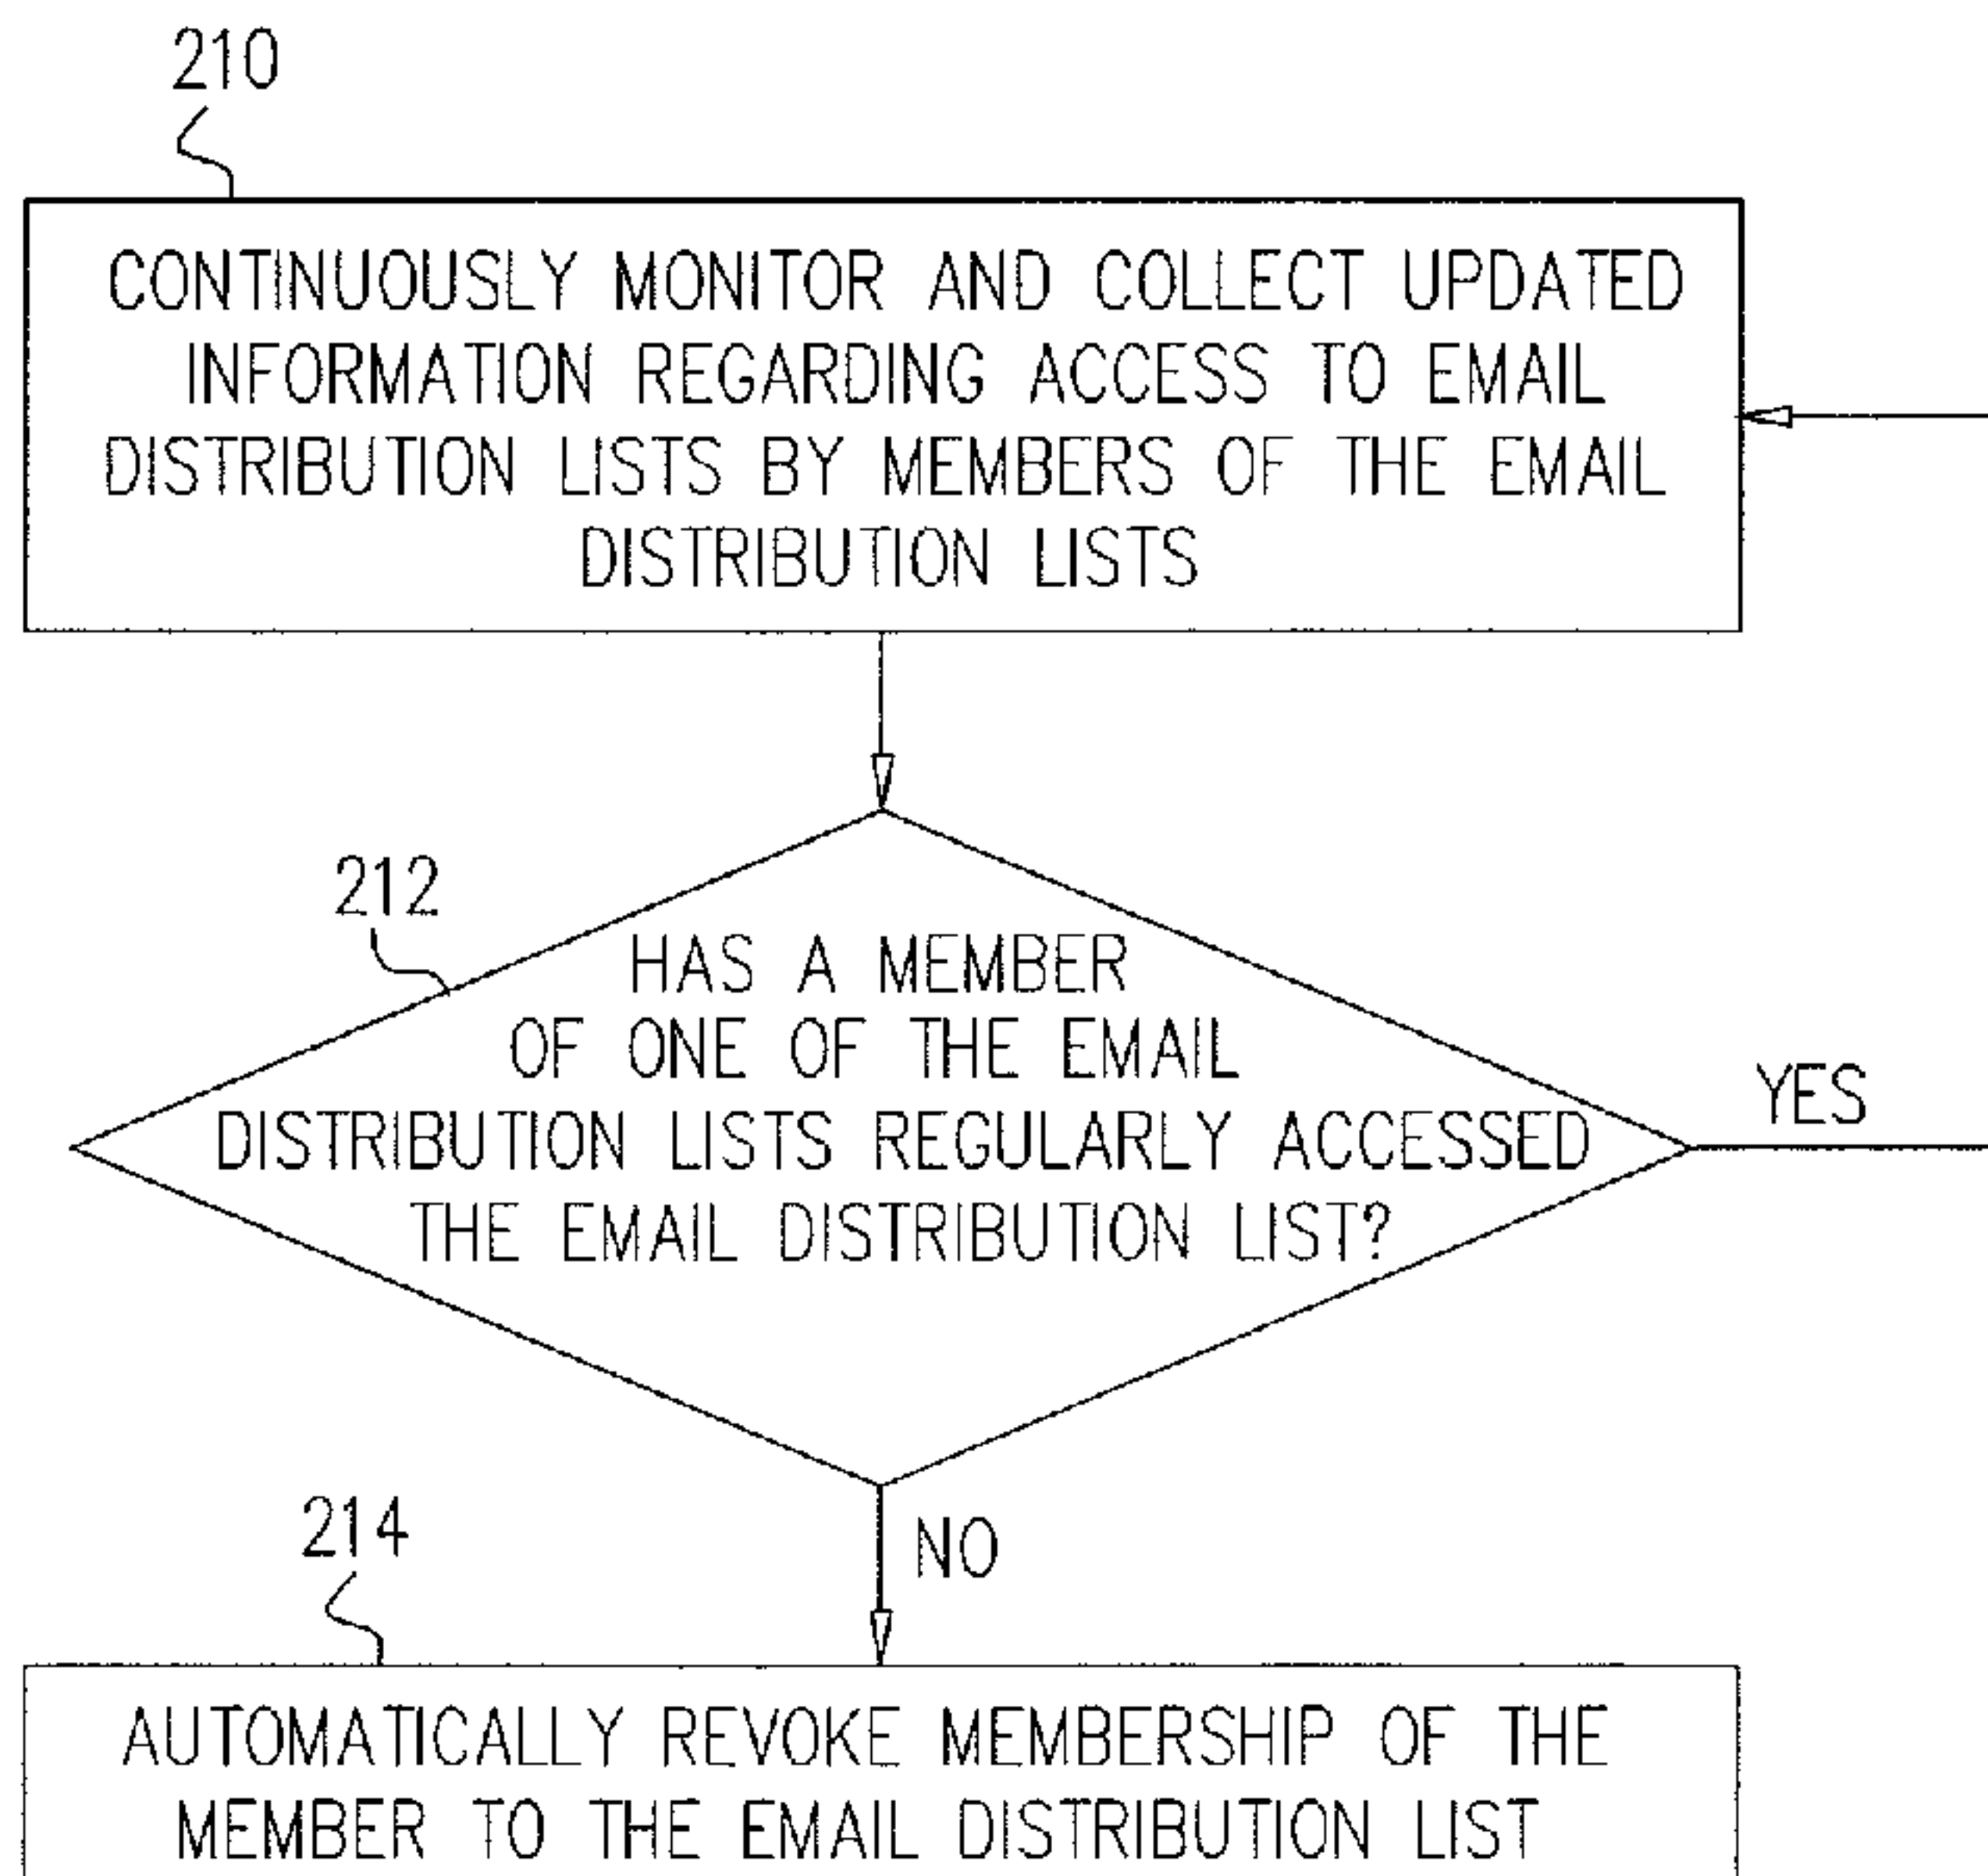 210
CONTINUOUSLY MONITOR AND COLLECT UPDATED
INFORMATION REGARDING ACCESS TO EMAIL
DISTRIBUTION LISTS BY MEMBERS OF THE EMAIL
DISTRIBUTION LISTS
212
HAS A MEMBER
OF ONE OF THE EMAIL
DISTRIBUTION LISTS REGULARLY ACCESSED
THE EMAIL DISTRIBUTION LIST?
YES
NO
214
AUTOMATICALLY REVOKE MEMBERSHIP OF THE
MEMBER TO THE EMAIL DISTRIBUTION LIST